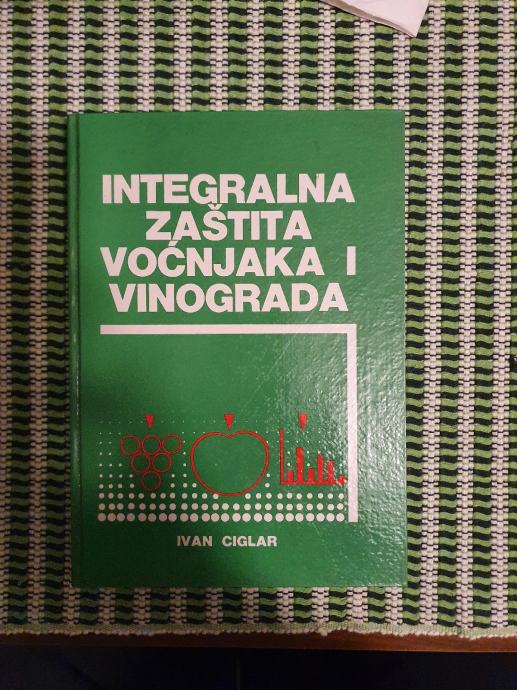 INTEGRALNA
ZAŠTITA
VOĆNJAKA I
VINOGRADA
IVAN CIGLAR